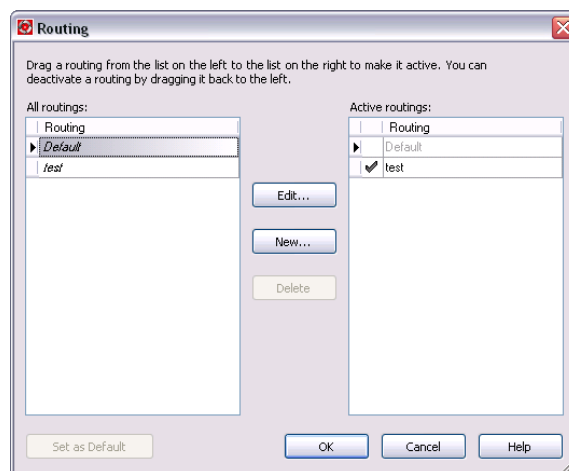 Routing
Drag a routing from the list on the left to the list on the right to make it active. You can
deactivate a routing by dragging it back to the left.
All routings:
Routing
Default
test
Edit...
New...
Delete
Active routings:
Routing
Default
test
Set as Default
OK
Cancel
Help